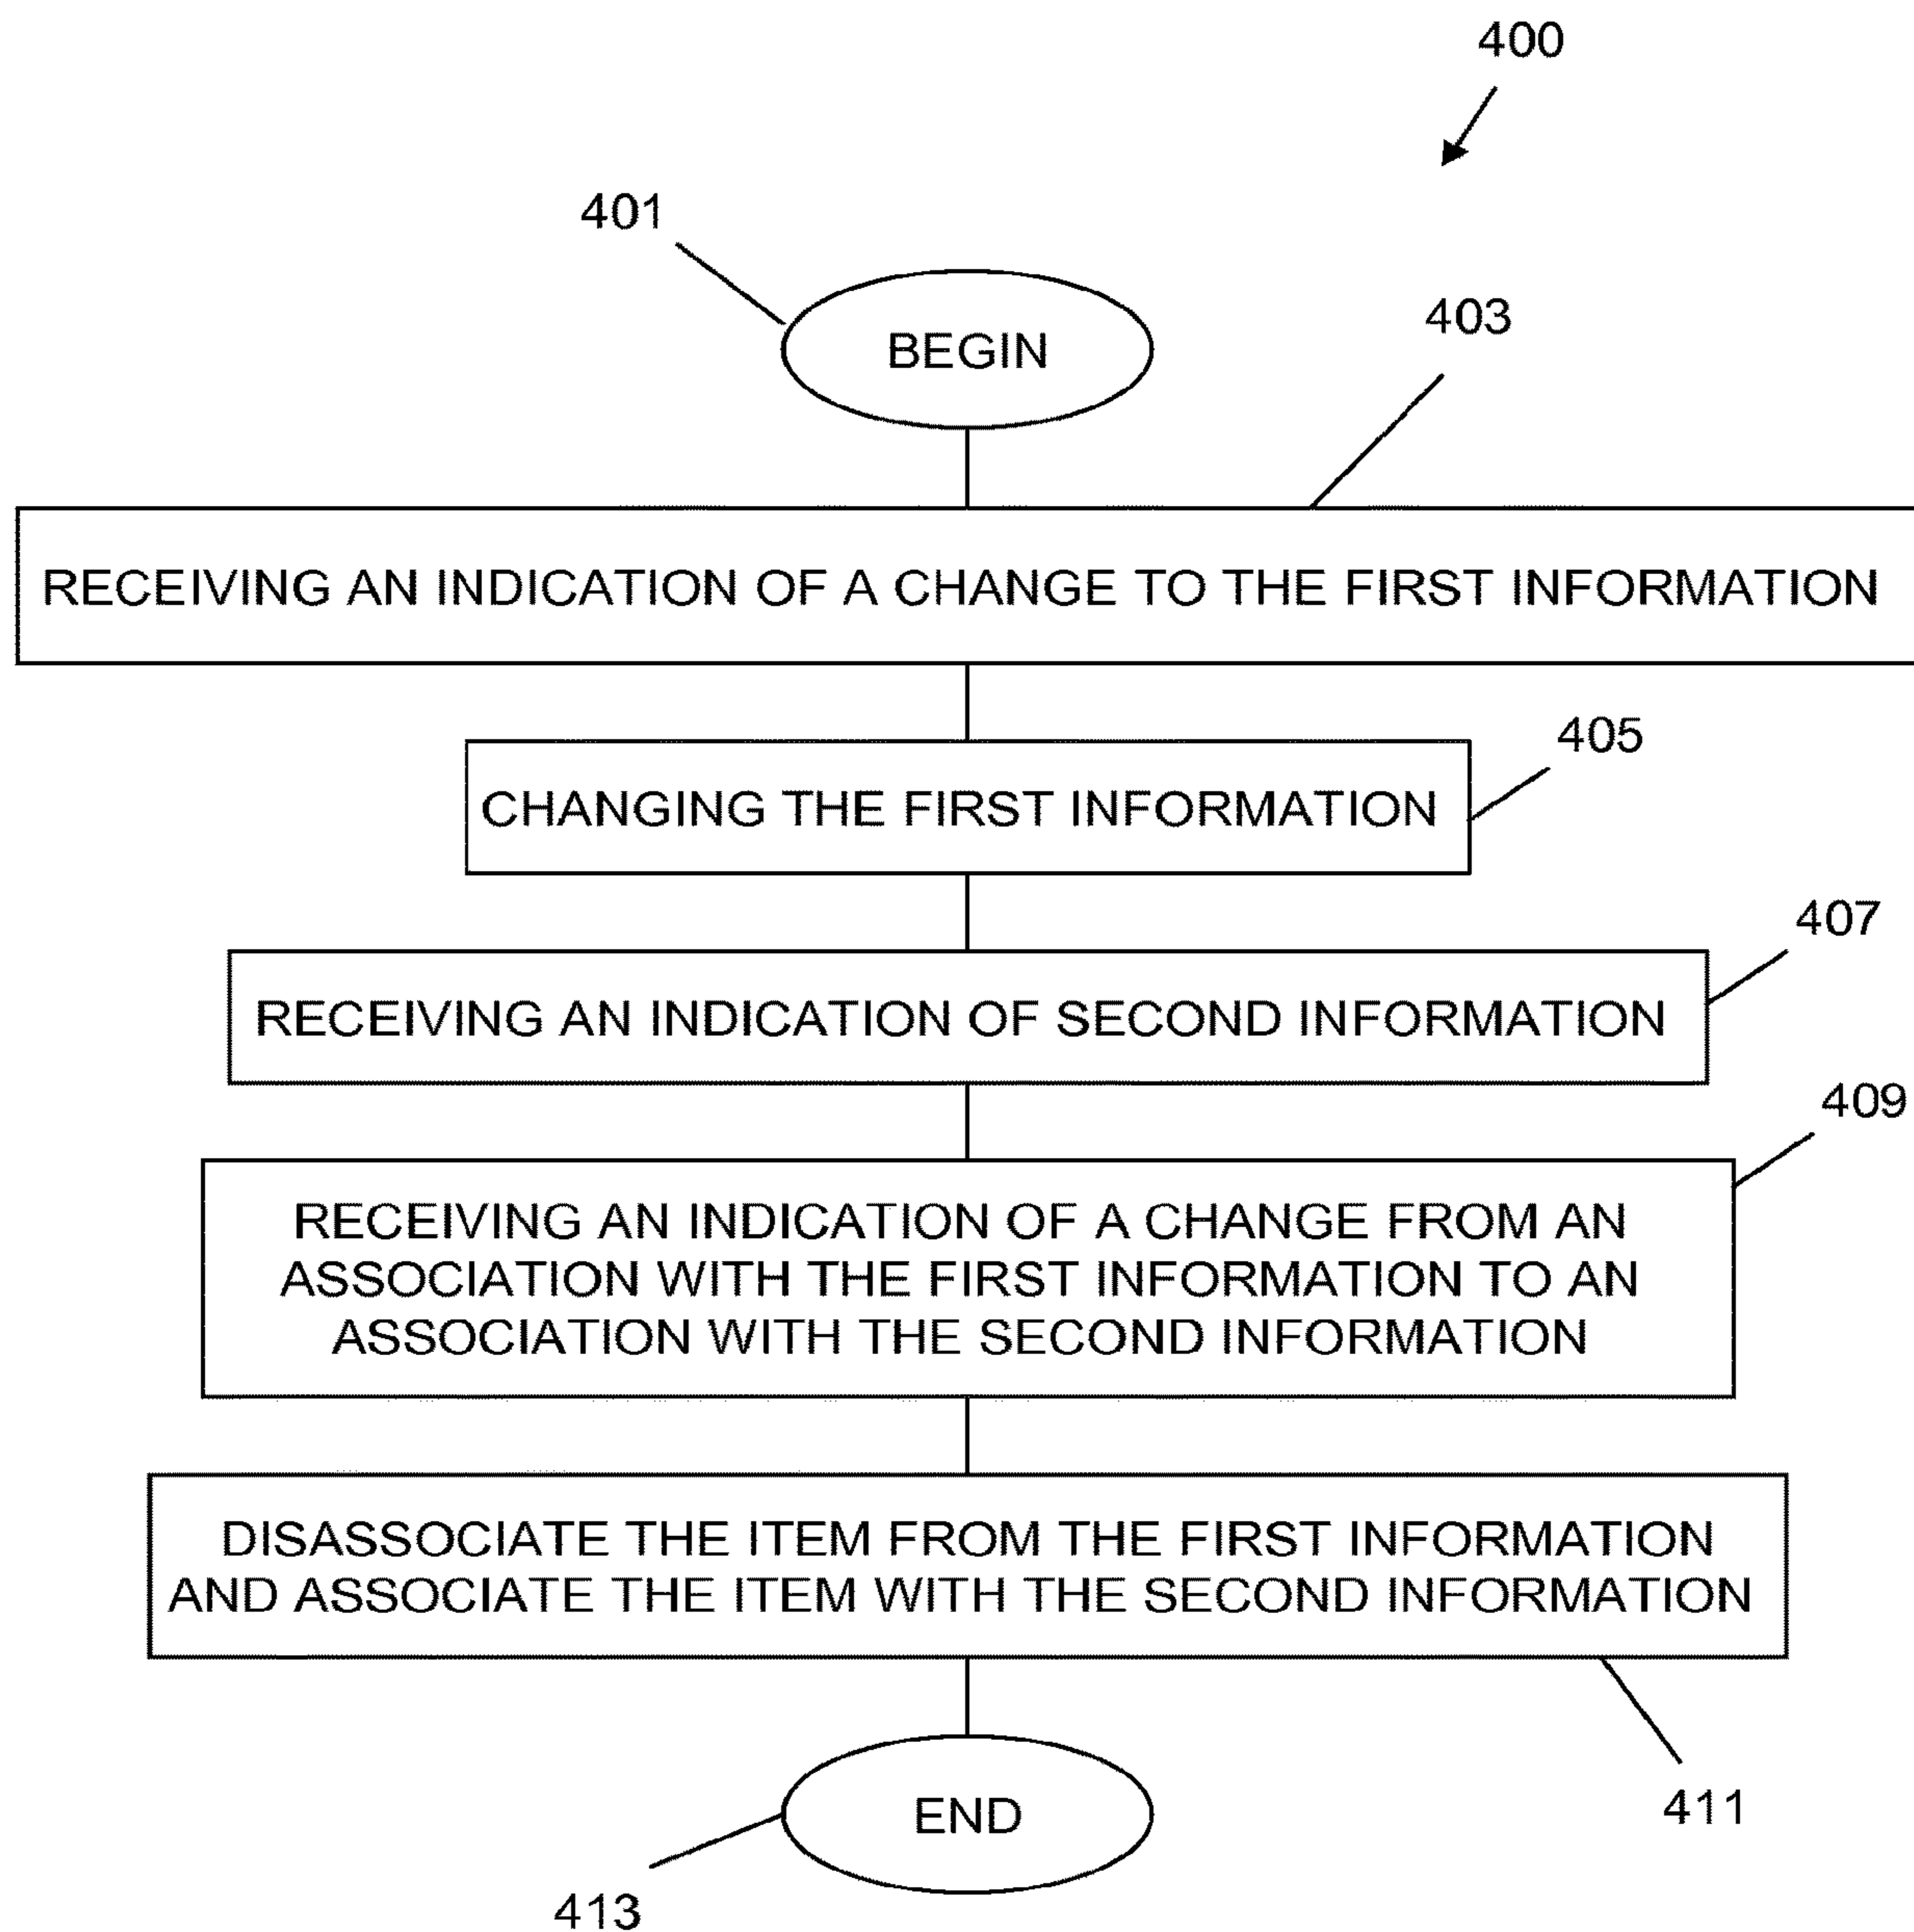 400
401
BEGIN
403
RECEIVING AN INDICATION OF A CHANGE TO THE FIRST INFORMATION
405
CHANGING THE FIRST INFORMATION
407
RECEIVING AN INDICATION OF SECOND INFORMATION
409
RECEIVING AN INDICATION OF A CHANGE FROM AN
ASSOCIATION WITH THE FIRST INFORMATION TO AN
ASSOCIATION WITH THE SECOND INFORMATION
DISASSOCIATE THE ITEM FROM THE FIRST INFORMATION
AND ASSOCIATE THE ITEM WITH THE SECOND INFORMATION
411
END
413